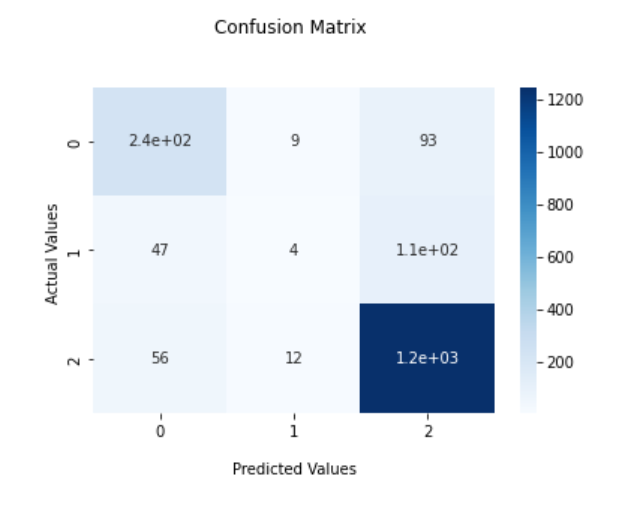 Confusion Matrix
0
2.4e+02 9 93
1
47 4 1.1e+02
2
56 12 1.2e+03
Actual Values
0 1 2
Predicted Values
1200
1000
800
600
400
200